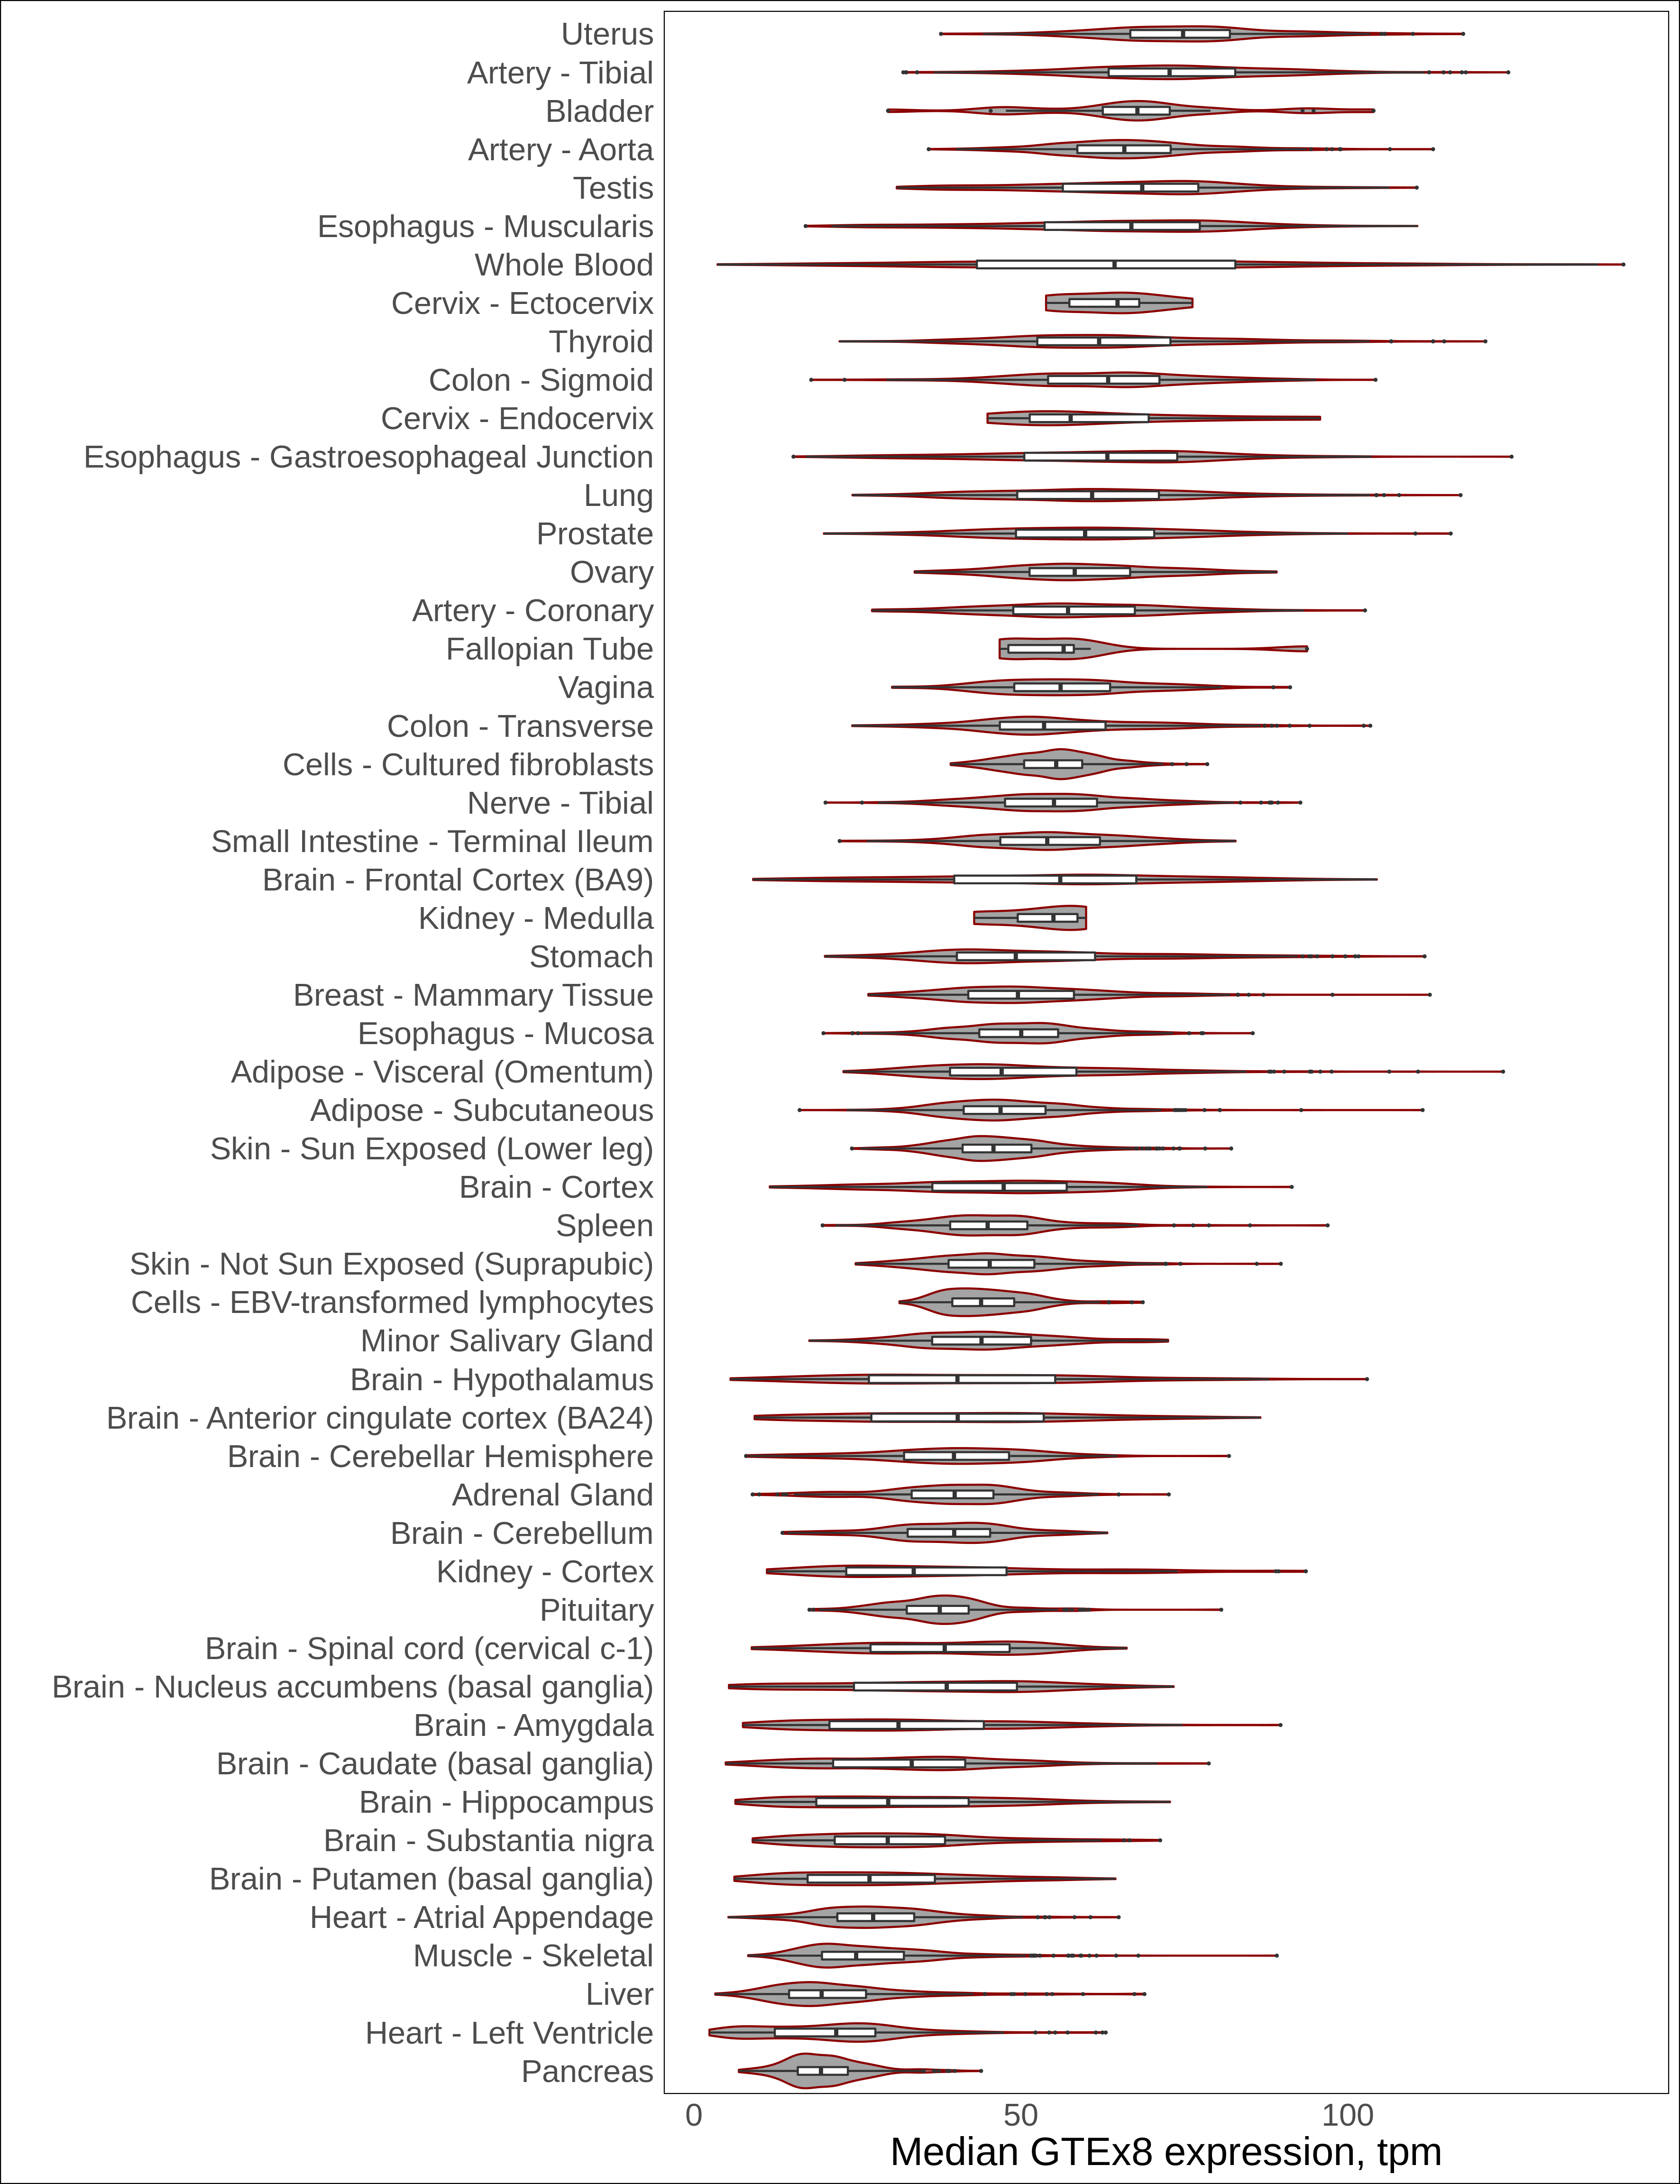 Uterus
Artery - Tibial
Bladder
Artery - Aorta
Testis
Esophagus - Muscularis
Whole Blood
Cervix - Ectocervix
Thyroid
Colon - Sigmoid
Cervix - Endocervix
Esophagus - Gastroesophageal Junction
Lung
Prostate
Ovary
Artery - Coronary
Fallopian Tube
Vagina
Colon - Transverse
Cells - Cultured fibroblasts
Nerve - Tibial
Small Intestine - Terminal Ileum
Brain - Frontal Cortex (BA9)
Kidney - Medulla
Stomach
Breast - Mammary Tissue
Esophagus - Mucosa
Adipose - Visceral (Omentum)
Adipose - Subcutaneous
Skin - Sun Exposed (Lower leg)
Brain - Cortex
Spleen
Skin - Not Sun Exposed (Suprapubic)
Cells - EBV-transformed lymphocytes
Minor Salivary Gland
Brain - Hypothalamus
Brain - Anterior cingulate cortex (BA24)
Brain - Cerebellar Hemisphere
Adrenal Gland
Brain - Cerebellum
Kidney - Cortex
Pituitary
Brain - Spinal cord (cervical c-1)
Brain - Nucleus accumbens (basal ganglia)
Brain - Amygdala
Brain - Caudate (basal ganglia)
Brain - Hippocampus
Brain - Substantia nigra
Brain - Putamen (basal ganglia)
Heart - Atrial Appendage
Muscle - Skeletal
Liver
Heart - Left Ventricle
Pancreas
0 50 100
Median GTEx8 expression, tpm